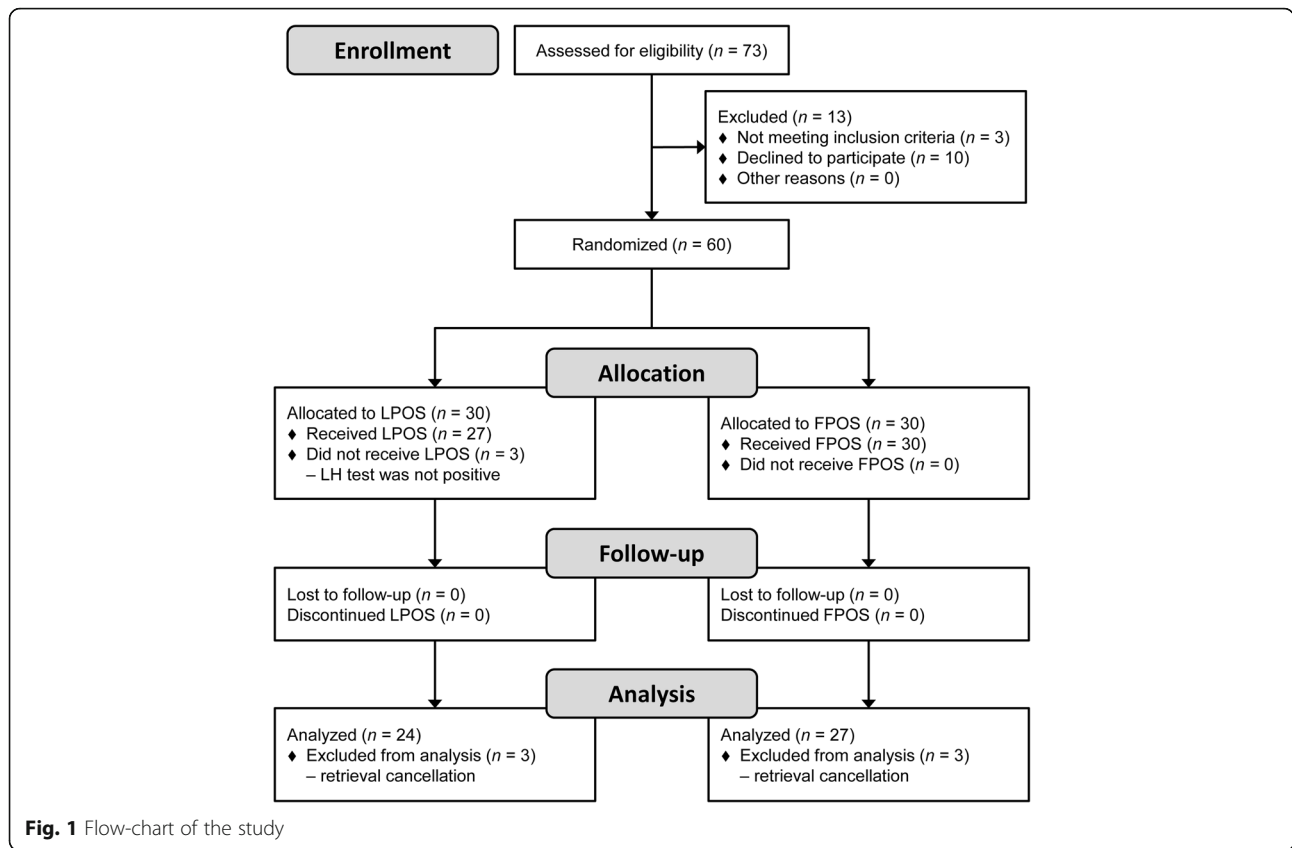 Enrollment
Assessed for eligibility (n = 73)
Excluded (n = 13)
♦ Not meeting inclusion criteria (n = 3)
♦ Declined to participate (n = 10)
♦ Other reasons (n = 0)
Randomized (n = 60)
Allocation
Allocated to LPOS (n = 30)
♦ Received LPOS (n = 27)
♦ Did not receive LPOS (n = 3)
– LH test was not positive
Allocated to FPOS (n = 30)
♦ Received FPOS (n = 30)
♦ Did not receive FPOS (n = 0)
Follow-up
Lost to follow-up (n = 0)
Discontinued LPOS (n = 0)
Lost to follow-up (n = 0)
Discontinued FPOS (n = 0)
Analysis
Analyzed (n = 24)
♦ Excluded from analysis (n = 3)
– retrieval cancellation
Analyzed (n = 27)
♦ Excluded from analysis (n = 3)
– retrieval cancellation
Fig. 1 Flow-chart of the study